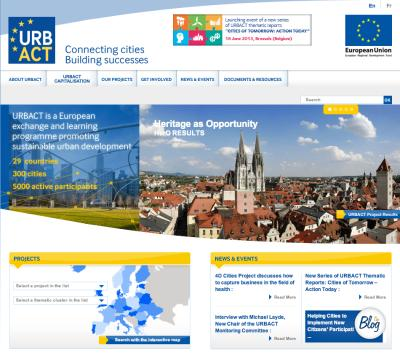 En Fr
URB
ACT
Connecting cities
Building successes
Launching event of a new series
of URBACT thematic reports
"CITIES OF TOMORROW: ACTION TODAY"
18 June 2013, Brussels (Belgium)
European Union
European Regional Development Fund
ABOUT URBACT
URBACT CAPITALISATION
OUR PROJECTS
GET INVOLVED
NEWS & EVENTS
DOCUMENTS & RESOURCES
Search
OK
URBACT is a European
exchange and learning
programme promoting
sustainable urban development
29 countries
300 cities
5000 active participants
Heritage as Opportunity
RESULTS
URBACT Project Results
PROJECTS
Select a project in the list
Select a thematic cluster in the list
Search with the interactive map
NEWS & EVENTS
4D Cities Project discusses how
to capture business in the field of
health :
Read More
New Series of URBACT Thematic
Reports: Cities of Tomorrow –
Action Today :
Read More
Interview with Michael Layde,
New Chair of the URBACT
Monitoring Committee :
Read More
Helping Cities to
Implement New
Citizens' Participati
–
Blog